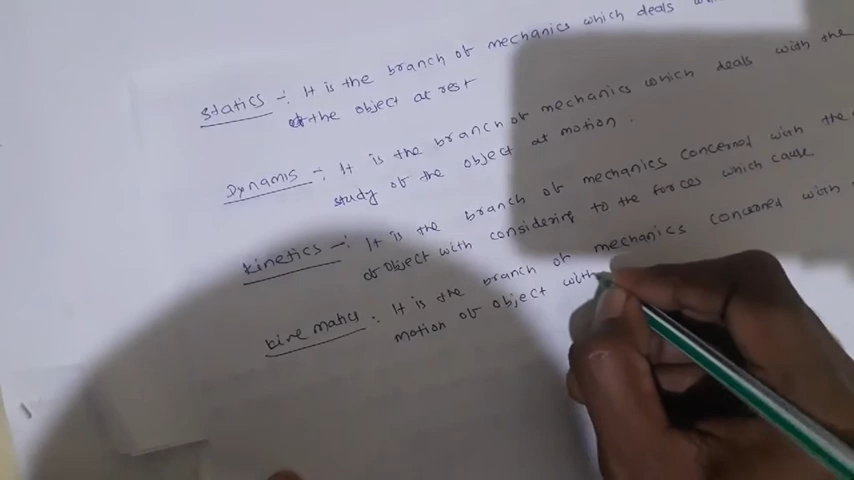 Statics :- It is the branch of mechanics which deals
of the object at rest
Dynamis :- It is the branch of mechanics which deals with the
study of the object at motion.
kinetics :- It is the branch of mechanics concerned with the
of object with considering to the forces which cause
kinematics : It is the branch of mechanics concerned with
motion of object with